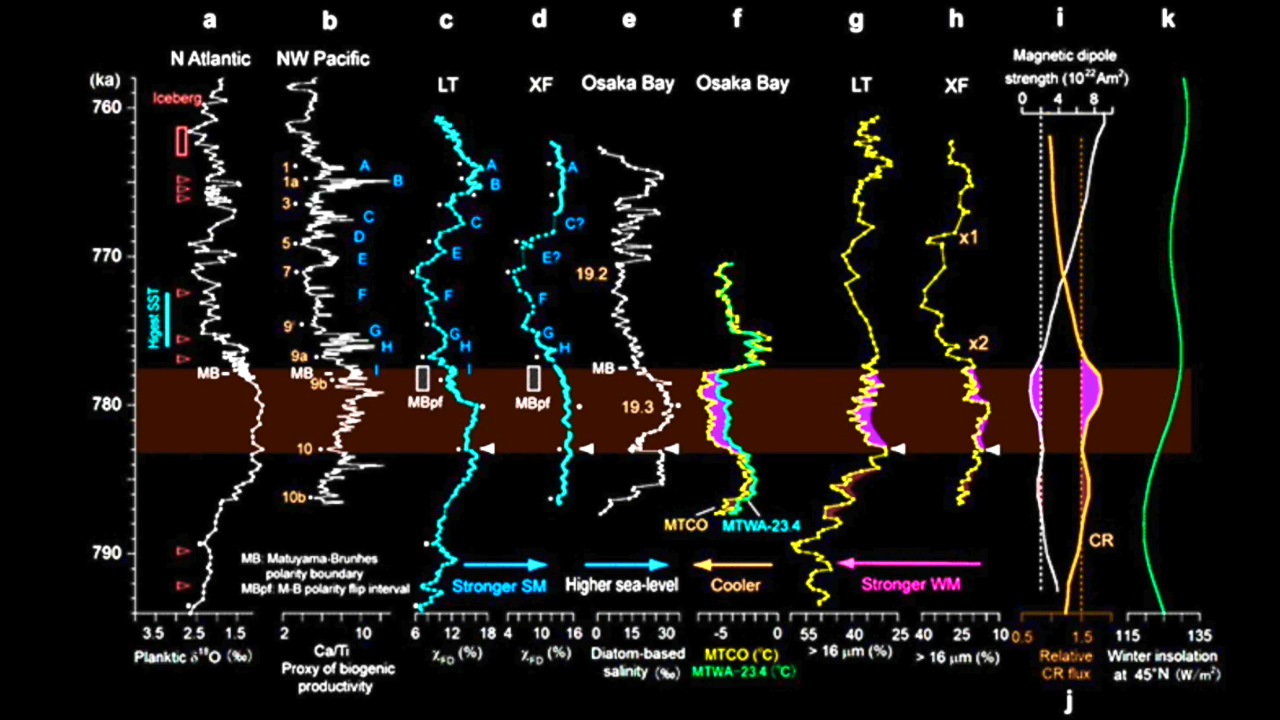 a b c d e f g h i k
N Atlantic NW Pacific LT XF Osaka Bay Osaka Bay LT XF
Magnetic dipole
strength (10²²Am²)
0 4 8
(ka)
760
770
780
790
Iceberg
Higest SST
MB
1
1a
3
5
7
9
9a
MB
9b
10
10b
A
B
C
D
E
F
G
H
I
A
B
C
E
F
G
H
I
MBpf
A
C?
E?
F
G
H
MBpf
19.2
MB
19.3
MTCO MTWA-23.4
x1
x2
CR
MB: Matuyama-Brunhes
polarity boundary
MBpf: M-B polarity flip interval
Stronger SM
Higher sea-level
Cooler
Stronger WM
3.5 2.5 1.5
Planktic δ¹⁸O (‰)
2 10
Ca/Ti
Proxy of biogenic
productivity
6 12 18
χFD (%)
4 10 16
χFD (%)
0 15 30
Diatom-based
salinity (‰)
-5 0
MTCO (°C)
MTWA-23.4 (°C)
55 40 25
> 16 μm (%)
40 25 10
> 16 μm (%)
0.5 1.5
Relative
CR flux
j
115 135
Winter insolation
at 45°N (W/m²)